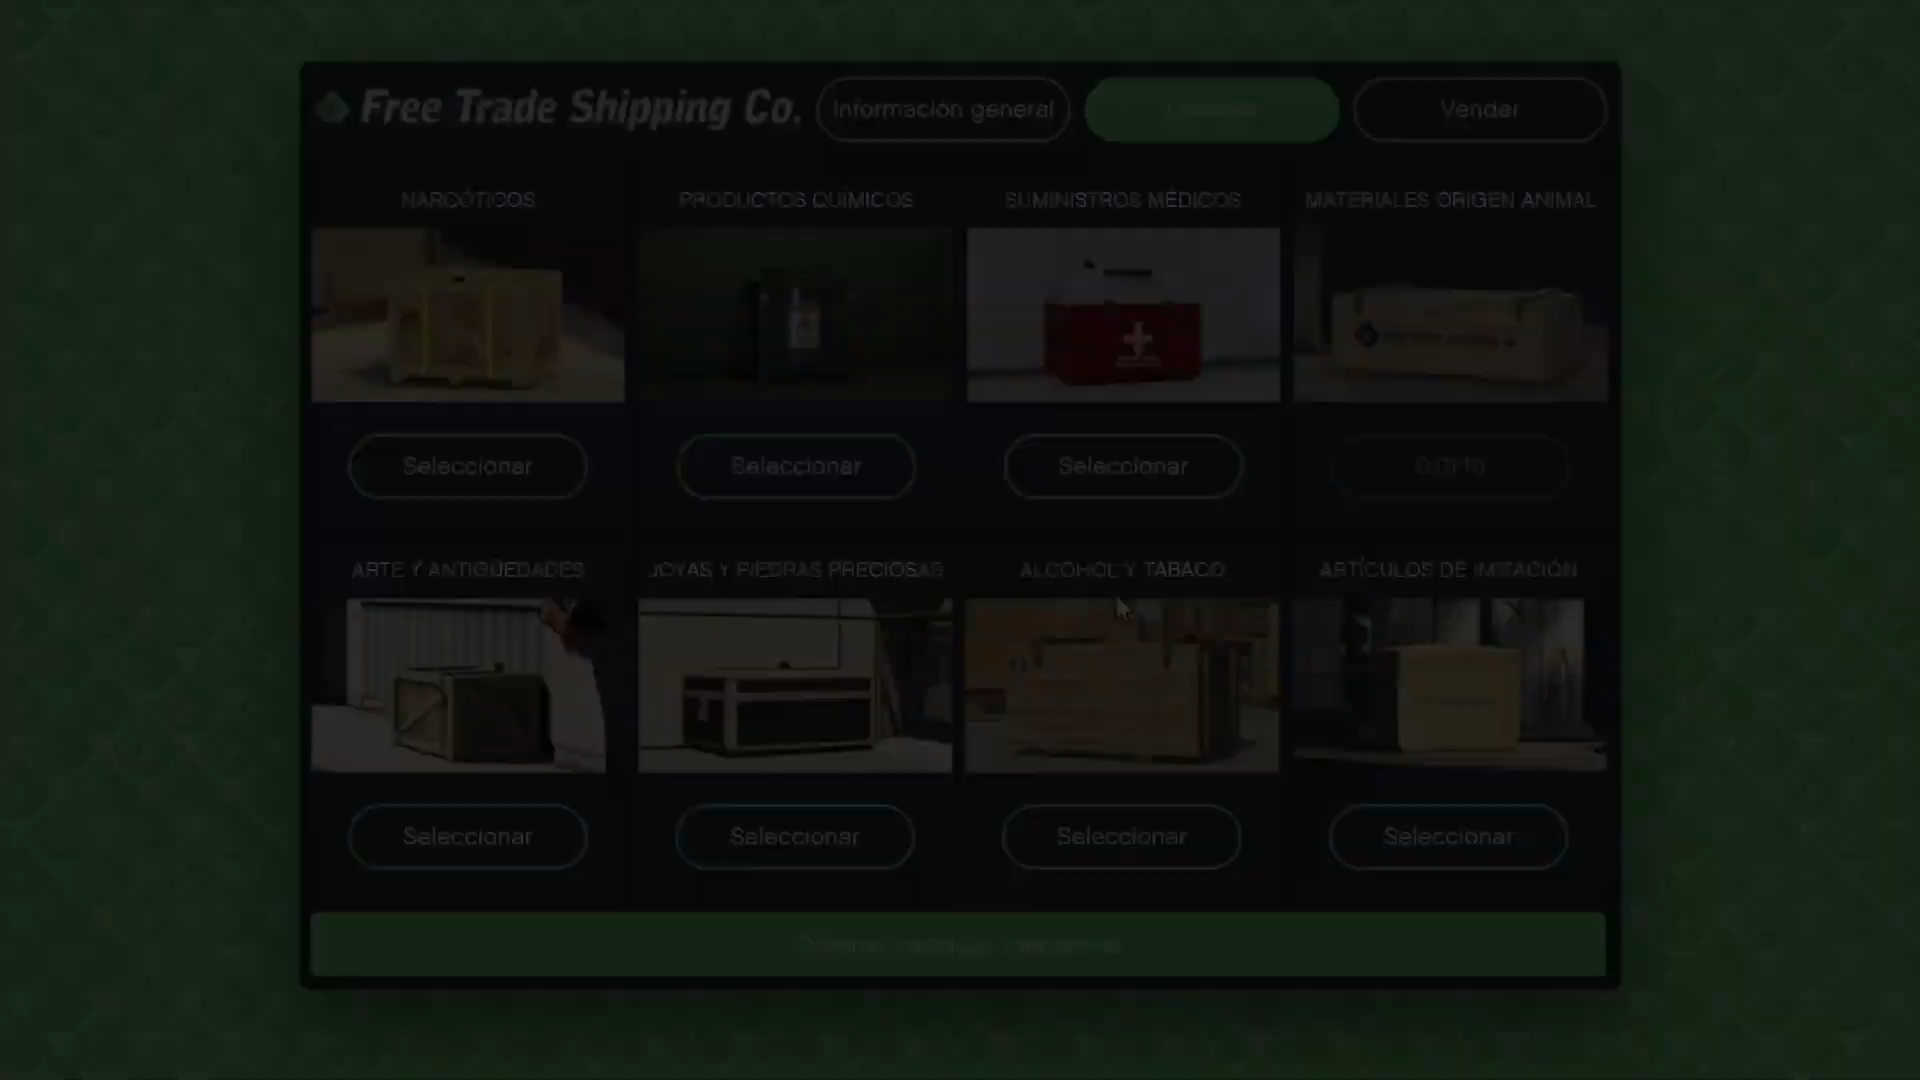 Free Trade Shipping Co.
Información general
Vender
NARCÓTICOS
PRODUCTOS QUÍMICOS
SUMINISTROS MÉDICOS
MATERIALES ORIGEN ANIMAL
Seleccionar
Seleccionar
Seleccionar
ARTE Y ANTIGÜEDADES
JOYAS Y PIEDRAS PRECIOSAS
ALCOHOL Y TABACO
ARTÍCULOS DE IMITACIÓN
Seleccionar
Seleccionar
Seleccionar
Seleccionar